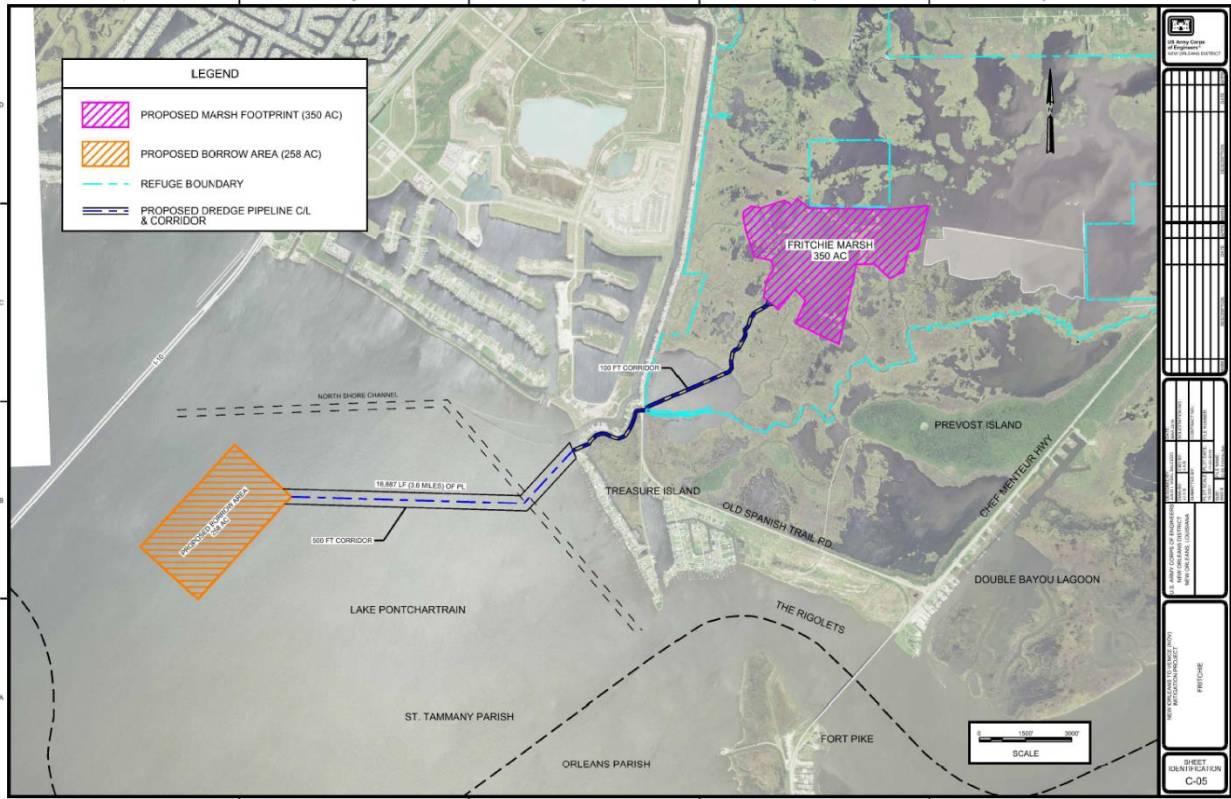 LEGEND
PROPOSED MARSH FOOTPRINT (350 AC)
PROPOSED BORROW AREA (258 AC)
REFUGE BOUNDARY
PROPOSED DREDGE PIPELINE C/L
& CORRIDOR
N
FRITCHIE MARSH
350 AC
I-10
100 FT CORRIDOR
NORTH SHORE CHANNEL
PREVOST ISLAND
CHEF MENTEUR HWY
PROPOSED BORROW AREA
258 AC
18,887 LF (3.6 MILES) OF PL
500 FT CORRIDOR
TREASURE ISLAND
OLD SPANISH TRAIL RD.
DOUBLE BAYOU LAGOON
LAKE PONTCHARTRAIN
THE RIGOLETS
ST. TAMMANY PARISH
FORT PIKE
ORLEANS PARISH
0 1500' 3000'
SCALE
US Army Corps
of Engineers®
NEW ORLEANS DISTRICT
U.S. ARMY CORPS OF ENGINEERS
NEW ORLEANS DISTRICT
NEW ORLEANS, LOUISIANA
NEW ORLEANS TO VENICE (NOV)
MITIGATION PROJECT
FRITCHIE
SHEET
IDENTIFICATION
C-05